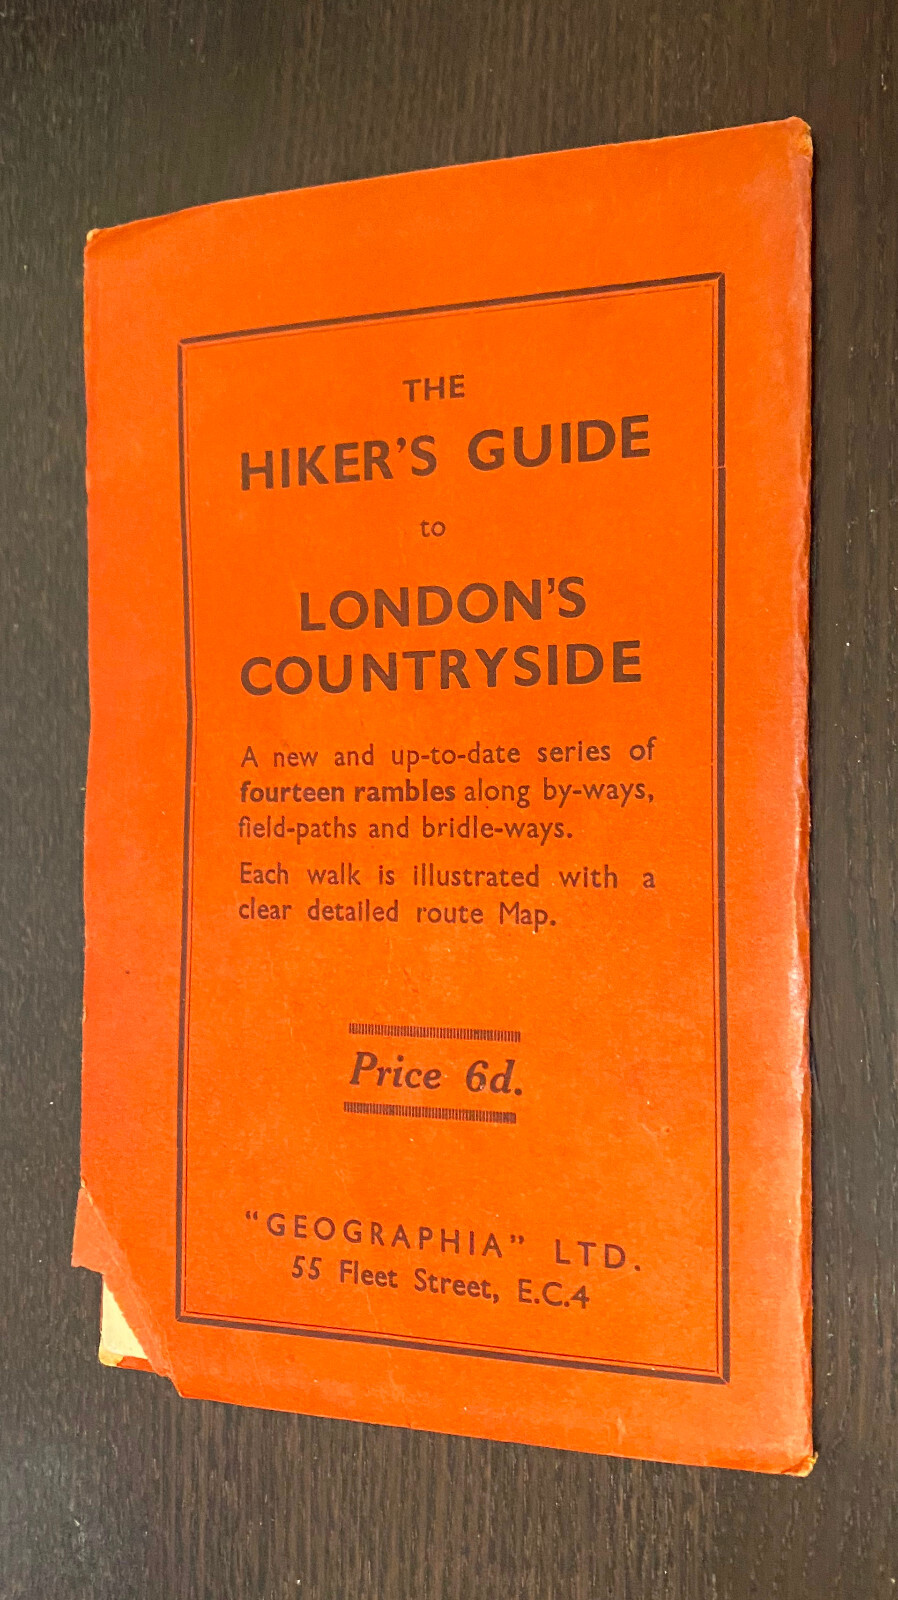 THE
HIKER'S GUIDE
to
LONDON'S
COUNTRYSIDE
A new and up-to-date series of
fourteen rambles along by-ways,
field-paths and bridle-ways.
Each walk is illustrated with a
clear detailed route Map.
Price 6d.
"GEOGRAPHIA" LTD.
55 Fleet Street, E.C.4